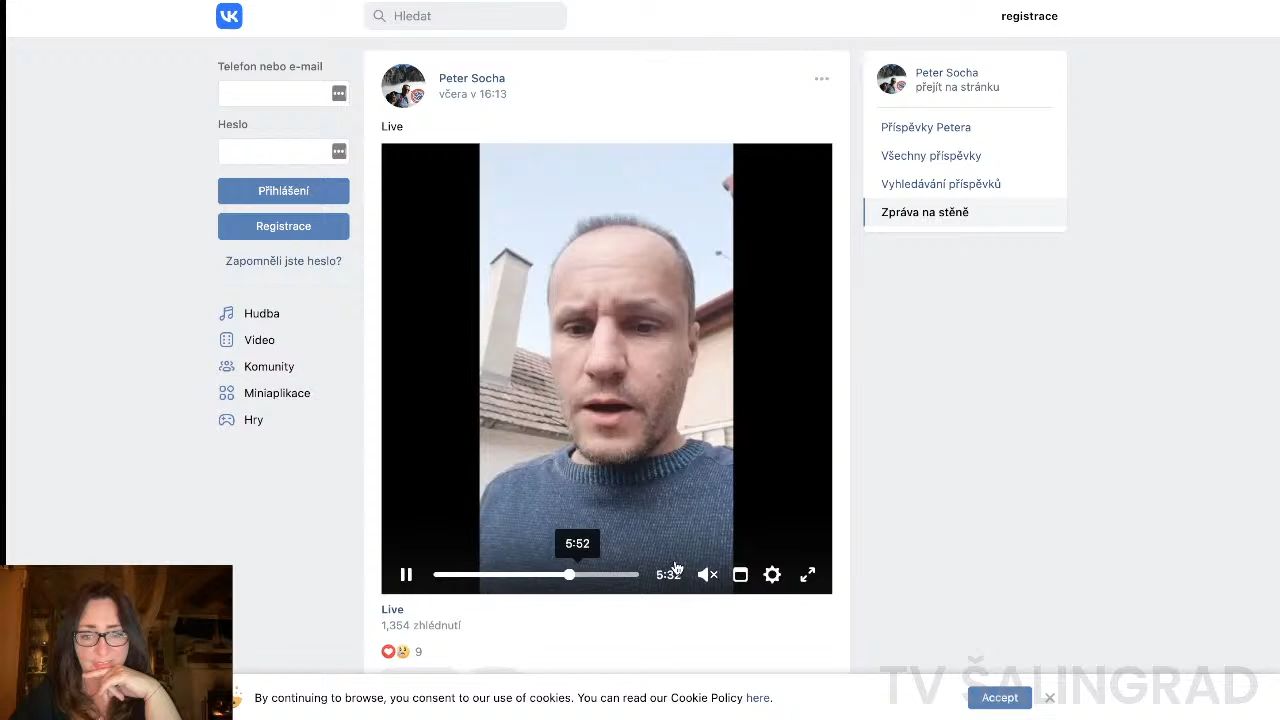 Hledat
registrace
Telefon nebo e-mail
Heslo
Přihlášení
Registrace
Zapomněli jste heslo?
Hudba
Video
Komunity
Miniaplikace
Hry
Peter Socha
včera v 16:13
Live
5:52
5:32
Live
1,354 zhlédnutí
9
Peter Socha
přejít na stránku
Příspěvky Petera
Všechny příspěvky
Vyhledávání příspěvků
Zpráva na stěně
By continuing to browse, you consent to our use of cookies. You can read our Cookie Policy here.
Accept
TV ŠALINGRAD